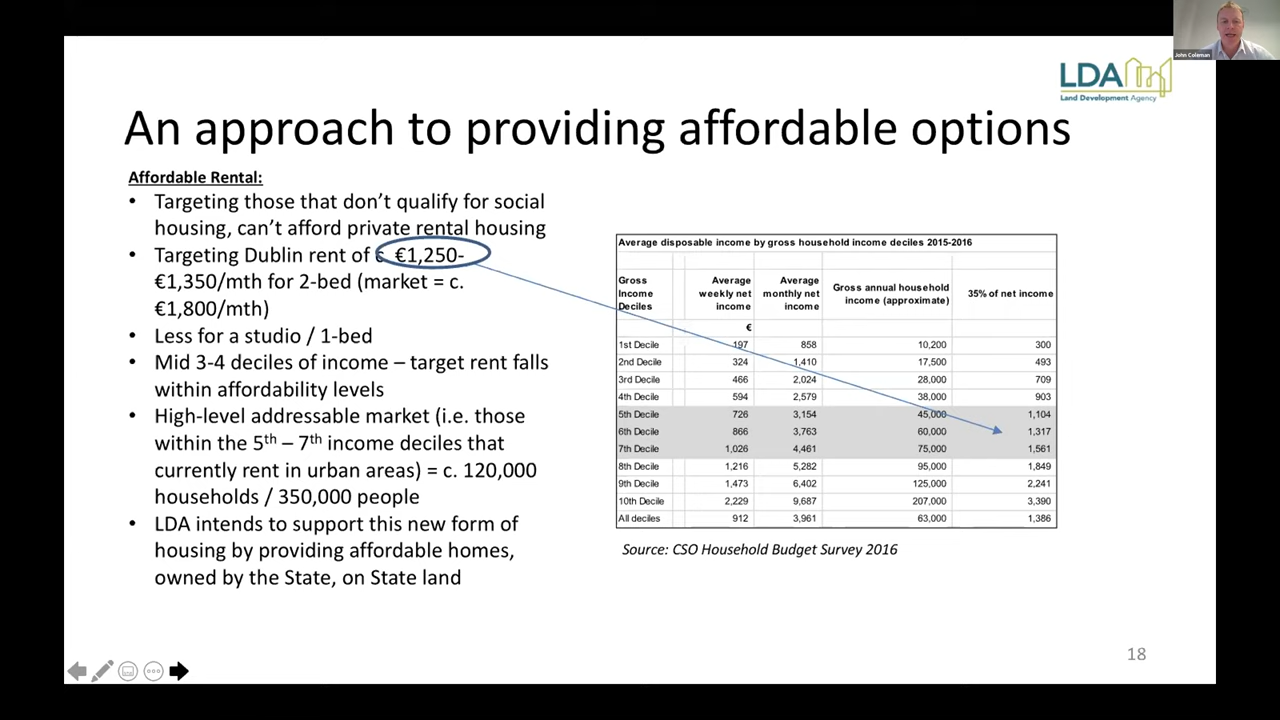 John Coleman
LDA
Land Development Agency
An approach to providing affordable options
Affordable Rental:
• Targeting those that don't qualify for social
housing, can't afford private rental housing
• Targeting Dublin rent of c. €1,250-
€1,350/mth for 2-bed (market = c.
€1,800/mth)
• Less for a studio / 1-bed
• Mid 3-4 deciles of income – target rent falls
within affordability levels
• High-level addressable market (i.e. those
within the 5th – 7th income deciles that
currently rent in urban areas) = c. 120,000
households / 350,000 people
• LDA intends to support this new form of
housing by providing affordable homes,
owned by the State, on State land
Average disposable income by gross household income deciles 2015-2016
Gross Income Deciles Average weekly net income Average monthly net income Gross annual household income (approximate) 35% of net income
€
1st Decile 197 858 10,200 300
2nd Decile 324 1,410 17,500 493
3rd Decile 466 2,024 28,000 709
4th Decile 594 2,579 38,000 903
5th Decile 726 3,154 45,000 1,104
6th Decile 866 3,763 60,000 1,317
7th Decile 1,026 4,461 75,000 1,561
8th Decile 1,216 5,282 95,000 1,849
9th Decile 1,473 6,402 125,000 2,241
10th Decile 2,229 9,687 207,000 3,390
All deciles 912 3,961 63,000 1,386
Source: CSO Household Budget Survey 2016
18